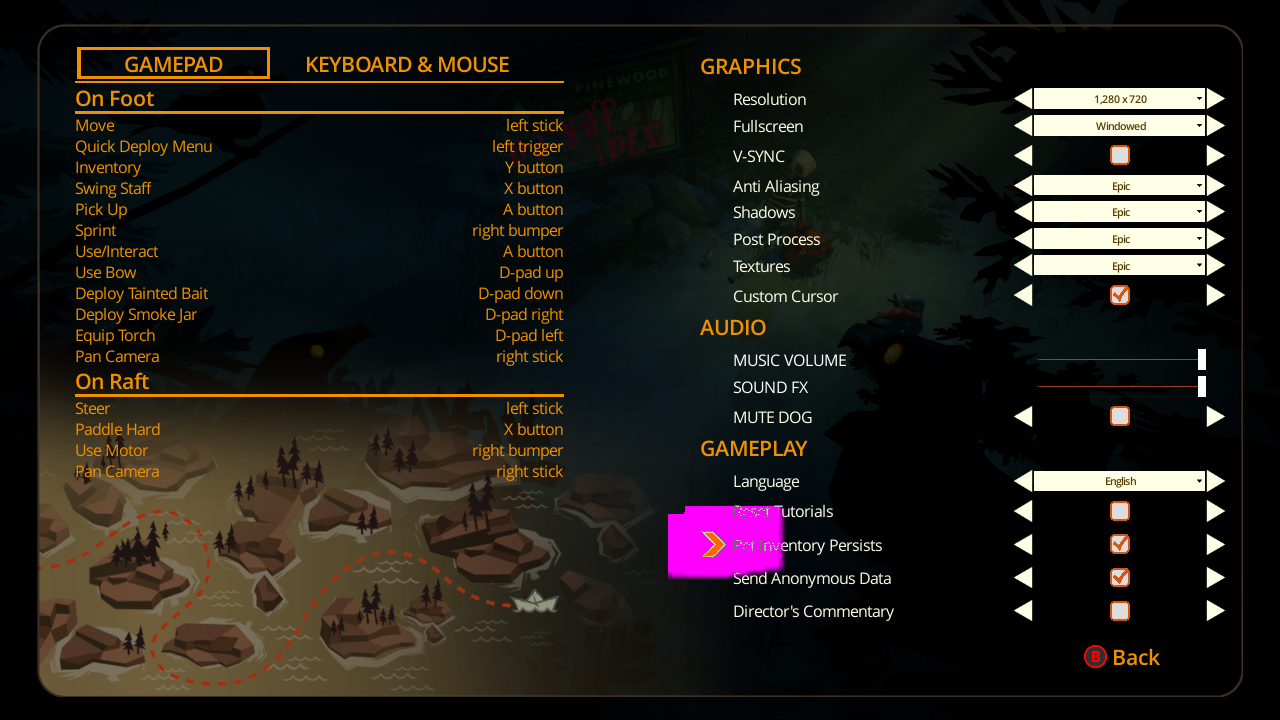 GAMEPAD
KEYBOARD & MOUSE
On Foot
Move left stick
Quick Deploy Menu left trigger
Inventory Y button
Swing Staff X button
Pick Up A button
Sprint right bumper
Use/Interact A button
Use Bow D-pad up
Deploy Tainted Bait D-pad down
Deploy Smoke Jar D-pad right
Equip Torch D-pad left
Pan Camera right stick
On Raft
Steer left stick
Paddle Hard X button
Use Motor right bumper
Pan Camera right stick
PINEWOOD
GRAPHICS
Resolution 1,280 x 720
Fullscreen Windowed
V-SYNC
Anti Aliasing Epic
Shadows Epic
Post Process Epic
Textures Epic
Custom Cursor
AUDIO
MUSIC VOLUME
SOUND FX
MUTE DOG
GAMEPLAY
Language English
Reset Tutorials
Pet Inventory Persists
Send Anonymous Data
Director's Commentary
B Back